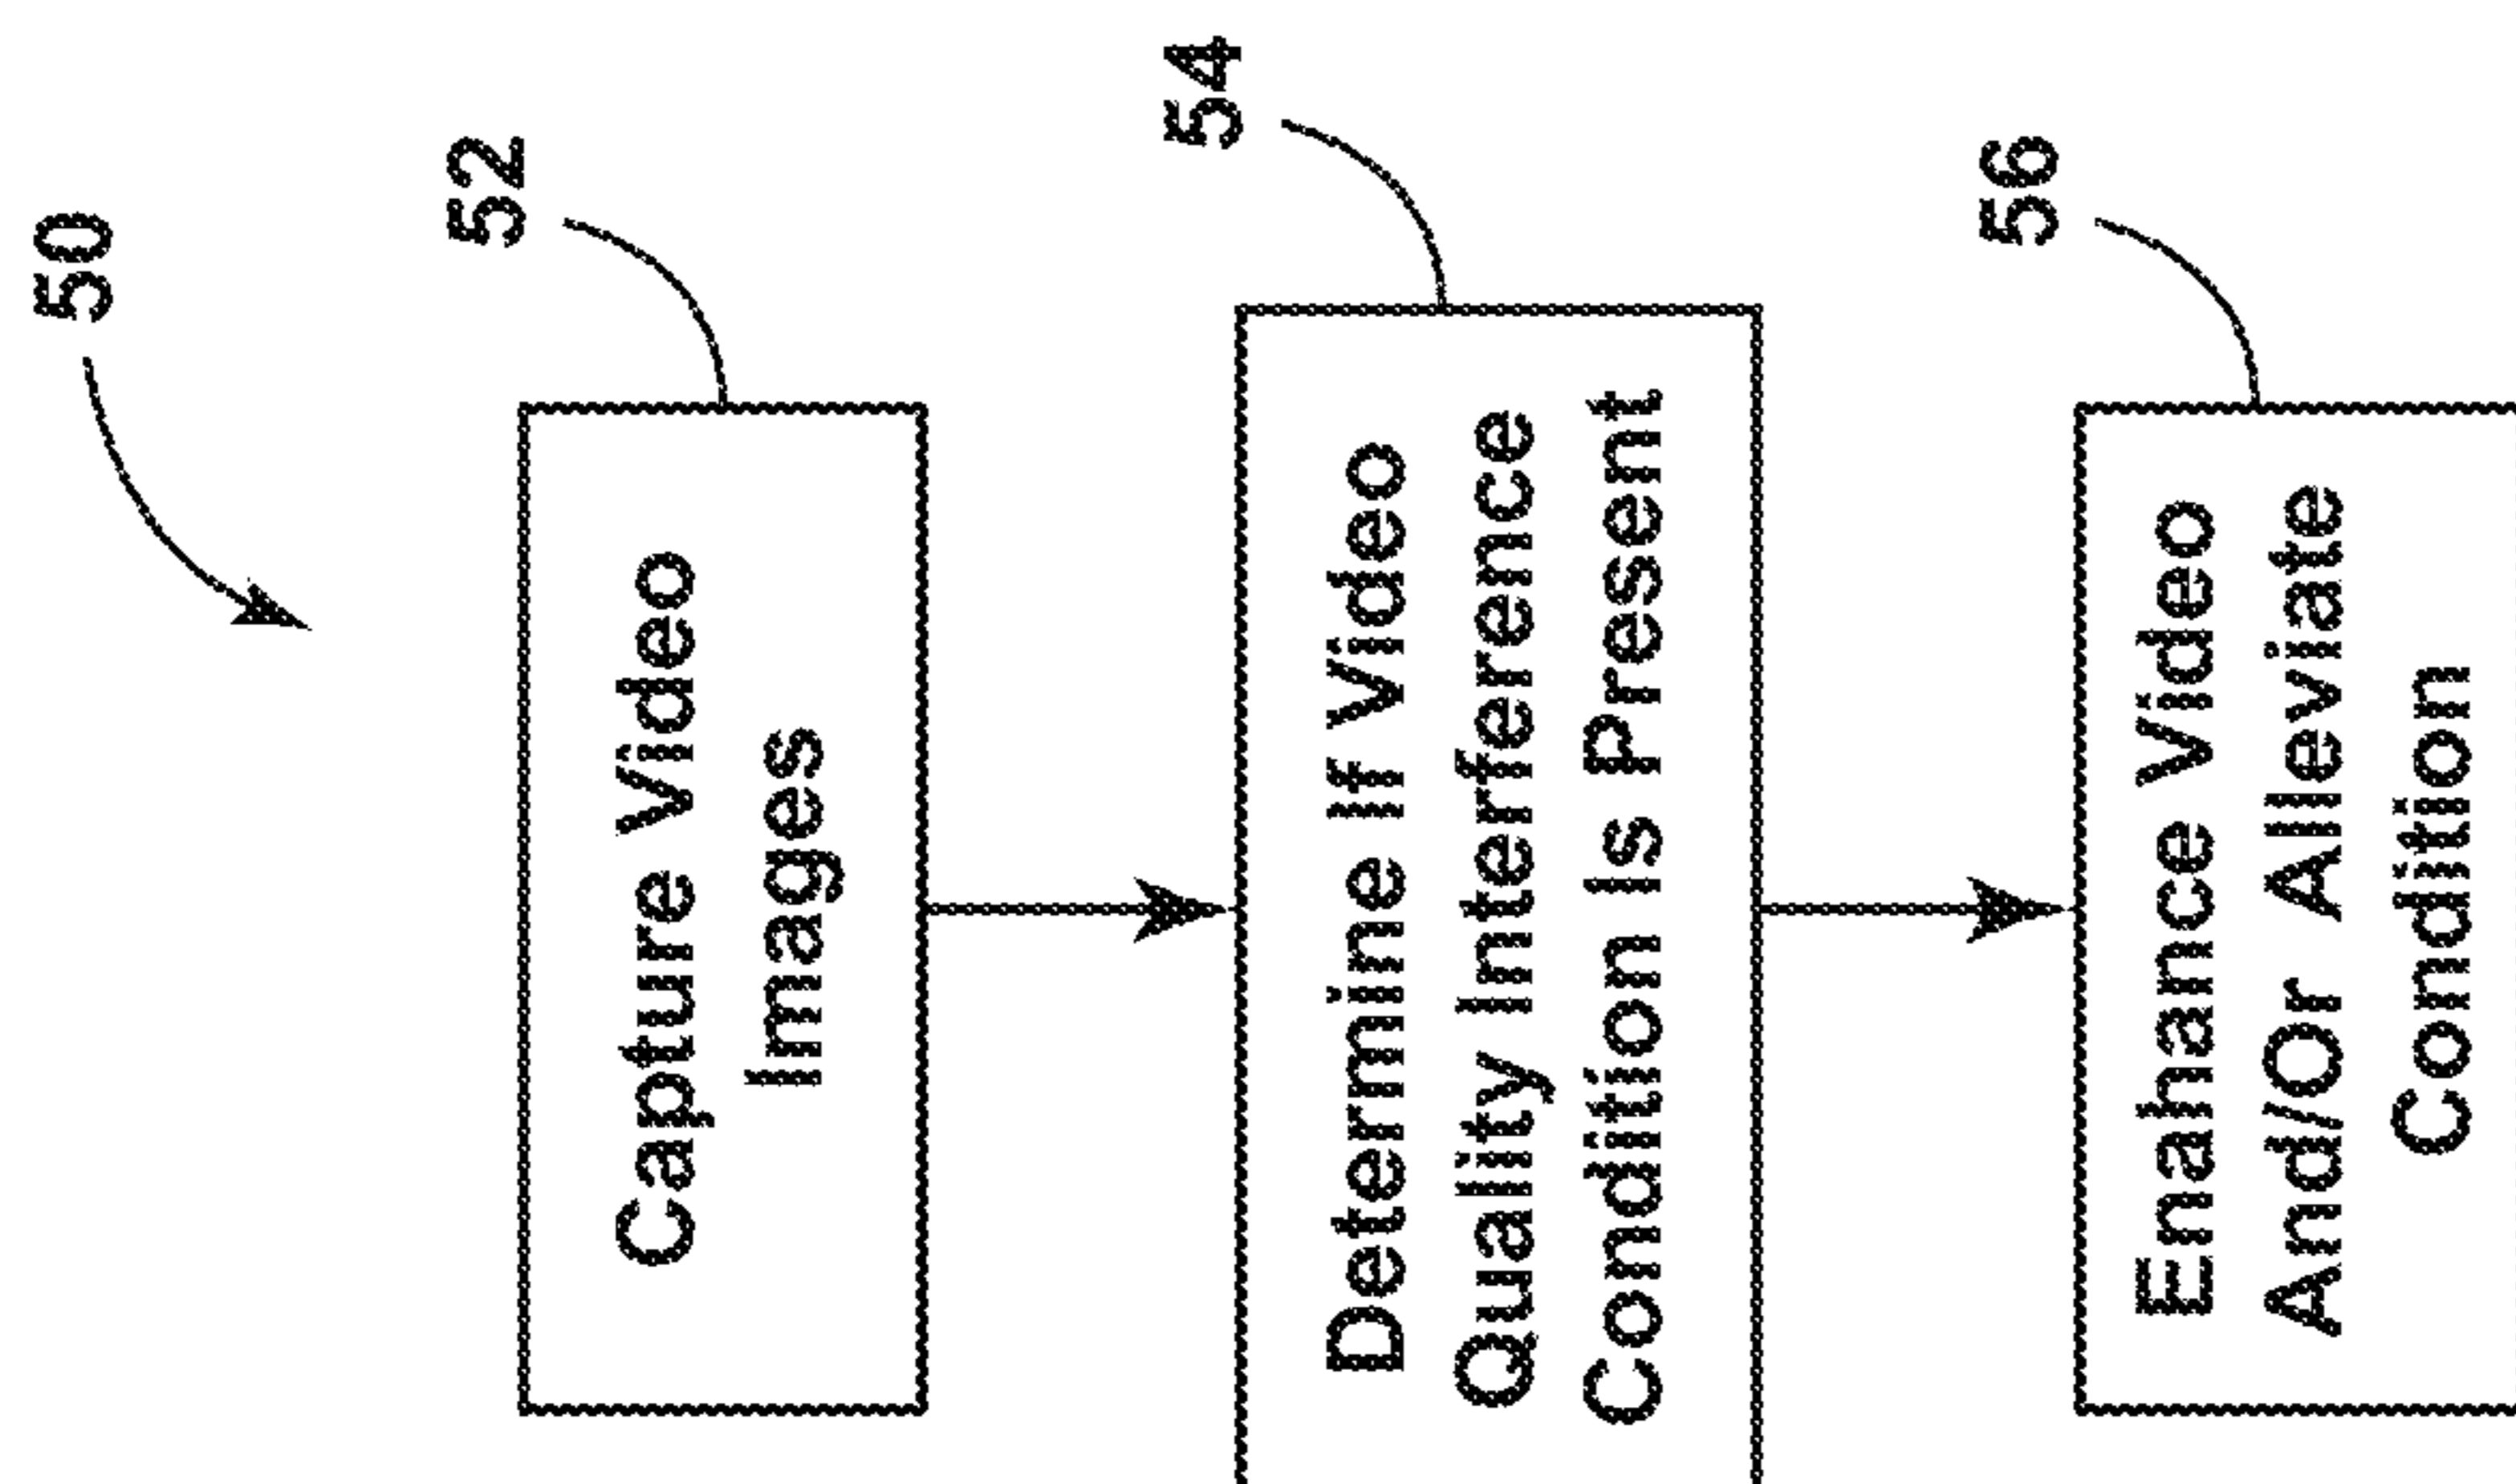 50
52
Capture Video
Images
54
Determine If Video
Quality Interference
Condition Is Present
56
Enhance Video
And/Or Alleviate
Condition